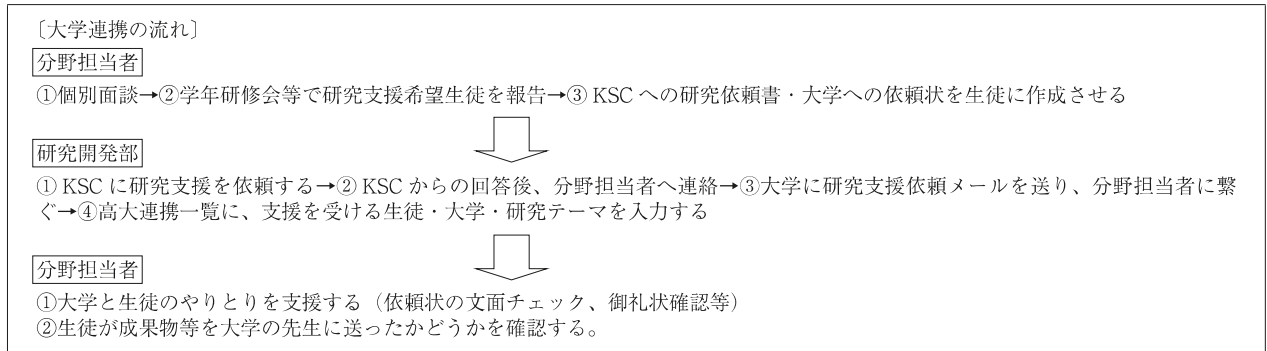 〔大学連携の流れ〕
分野担当者
①個別面談→②学年研修会等で研究支援希望生徒を報告→③ KSC への研究依頼書・大学への依頼状を生徒に作成させる
研究開発部
① KSC に研究支援を依頼する→② KSC からの回答後、分野担当者へ連絡→③大学に研究支援依頼メールを送り、分野担当者に繋
ぐ→④高大連携一覧に、支援を受ける生徒・大学・研究テーマを入力する
分野担当者
①大学と生徒のやりとりを支援する（依頼状の文面チェック、御礼状確認等）
②生徒が成果物等を大学の先生に送ったかどうかを確認する。